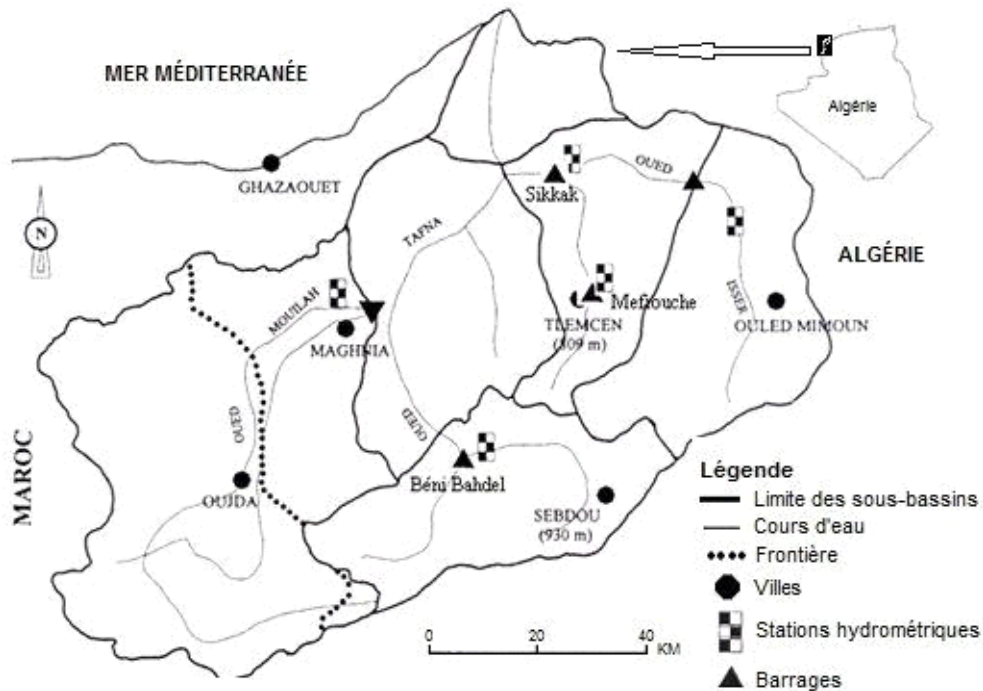 MER MÉDITERRANÉE
Algérie
GHAZAOUET
OUED
Sikkak
TAFNA
ALGÉRIE
N
ISSER
Mefrouche
MOUILAH
TLEMCEN
(809 m)
OULED MIMOUN
MAGHNIA
OUED
OUED
MAROC
Béni Bahdel
OUJDA
SEBDOU
(930 m)
Légende
Limite des sous-bassins
Cours d'eau
Frontière
Villes
Stations hydrométriques
Barrages
0 20 40
KM